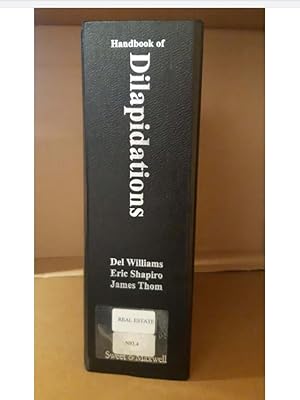 Handbook of
Dilapidations
Del Williams
Eric Shapiro
James Thom
REAL ESTATE
Sweet & Maxwell